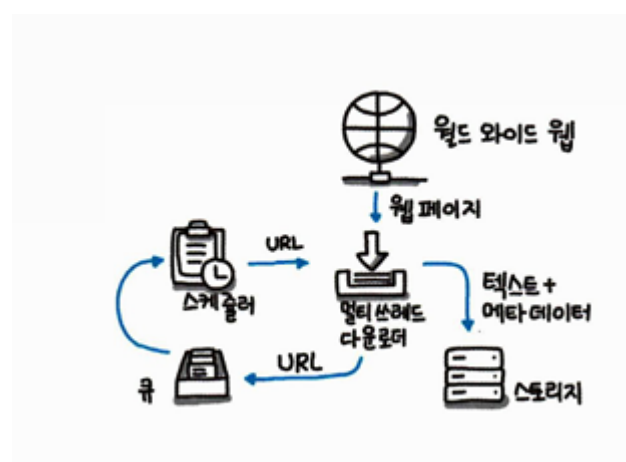 월드 와이드 웹
웹 페이지
URL
스케줄러
멀티 쓰레드
다운로더
텍스트 +
메타 데이터
URL
큐
스토리지